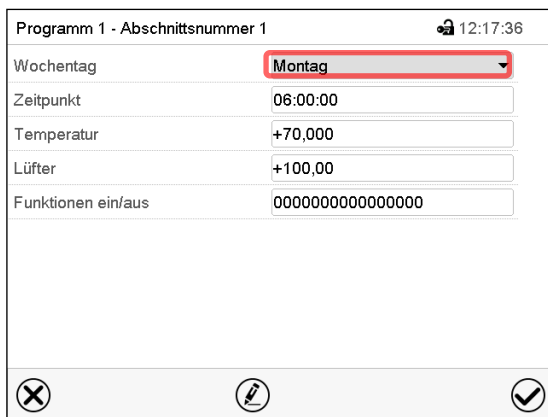 Programm 1 - Abschnittsnummer 1 12:17:36
Wochentag Montag
Zeitpunkt 06:00:00
Temperatur +70,000
Lüfter +100,00
Funktionen ein/aus 0000000000000000